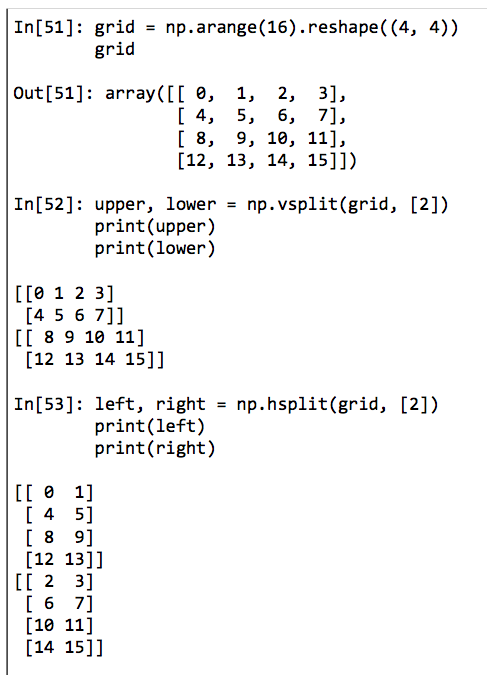 In[51]: grid = np.arange(16).reshape((4, 4))
        grid
Out[51]: array([[ 0,  1,  2,  3],
                [ 4,  5,  6,  7],
                [ 8,  9, 10, 11],
                [12, 13, 14, 15]])
In[52]: upper, lower = np.vsplit(grid, [2])
        print(upper)
        print(lower)
[[0 1 2 3]
 [4 5 6 7]]
[[ 8 9 10 11]
 [12 13 14 15]]
In[53]: left, right = np.hsplit(grid, [2])
        print(left)
        print(right)
[[ 0  1]
 [ 4  5]
 [ 8  9]
 [12 13]]
[[ 2  3]
 [ 6  7]
 [10 11]
 [14 15]]